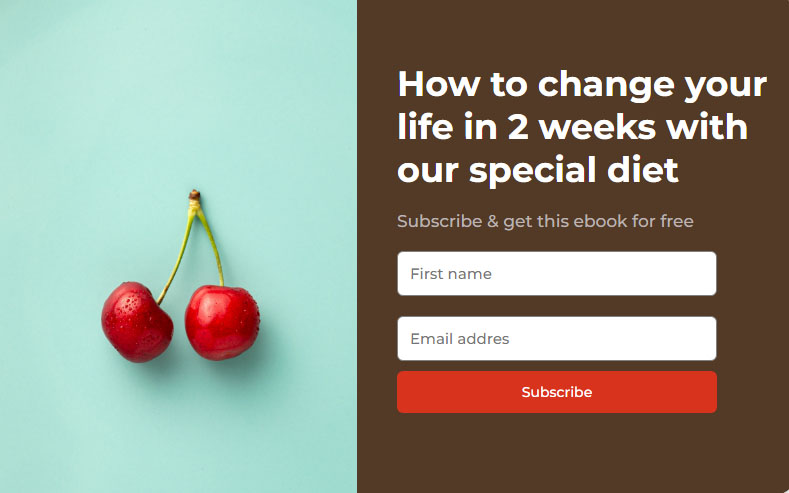 How to change your
life in 2 weeks with
our special diet
Subscribe & get this ebook for free
First name
Email addres
Subscribe